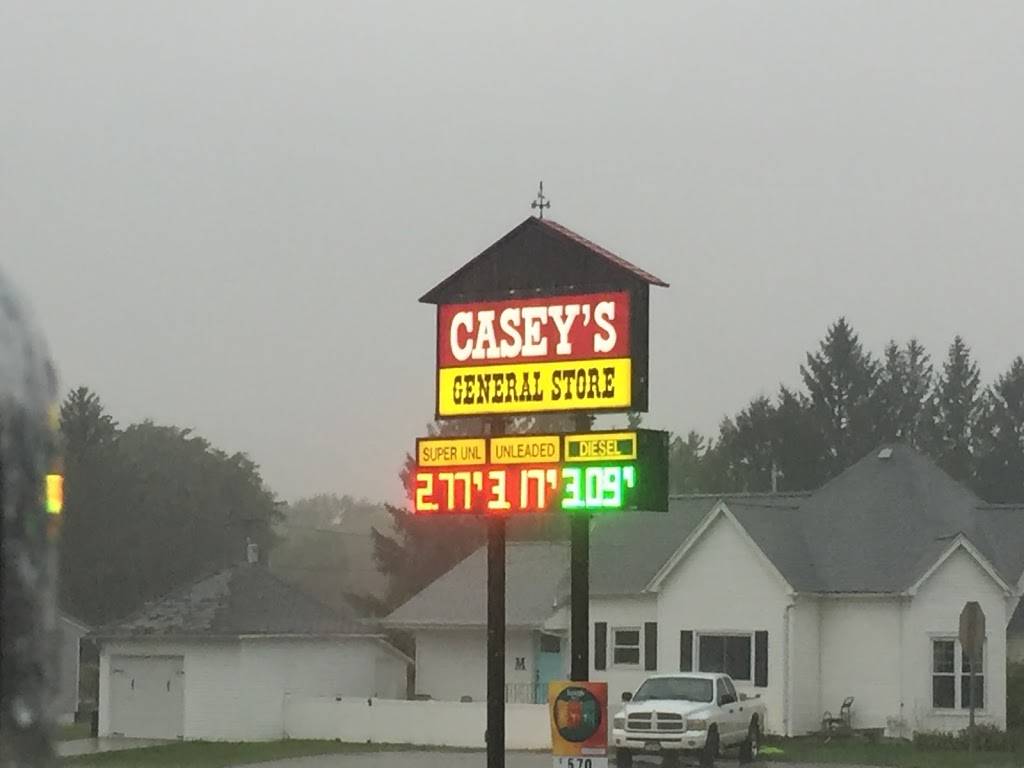 CASEY'S
GENERAL STORE
SUPER UNL UNLEADED DIESEL
2.77 3.17 3.09
M